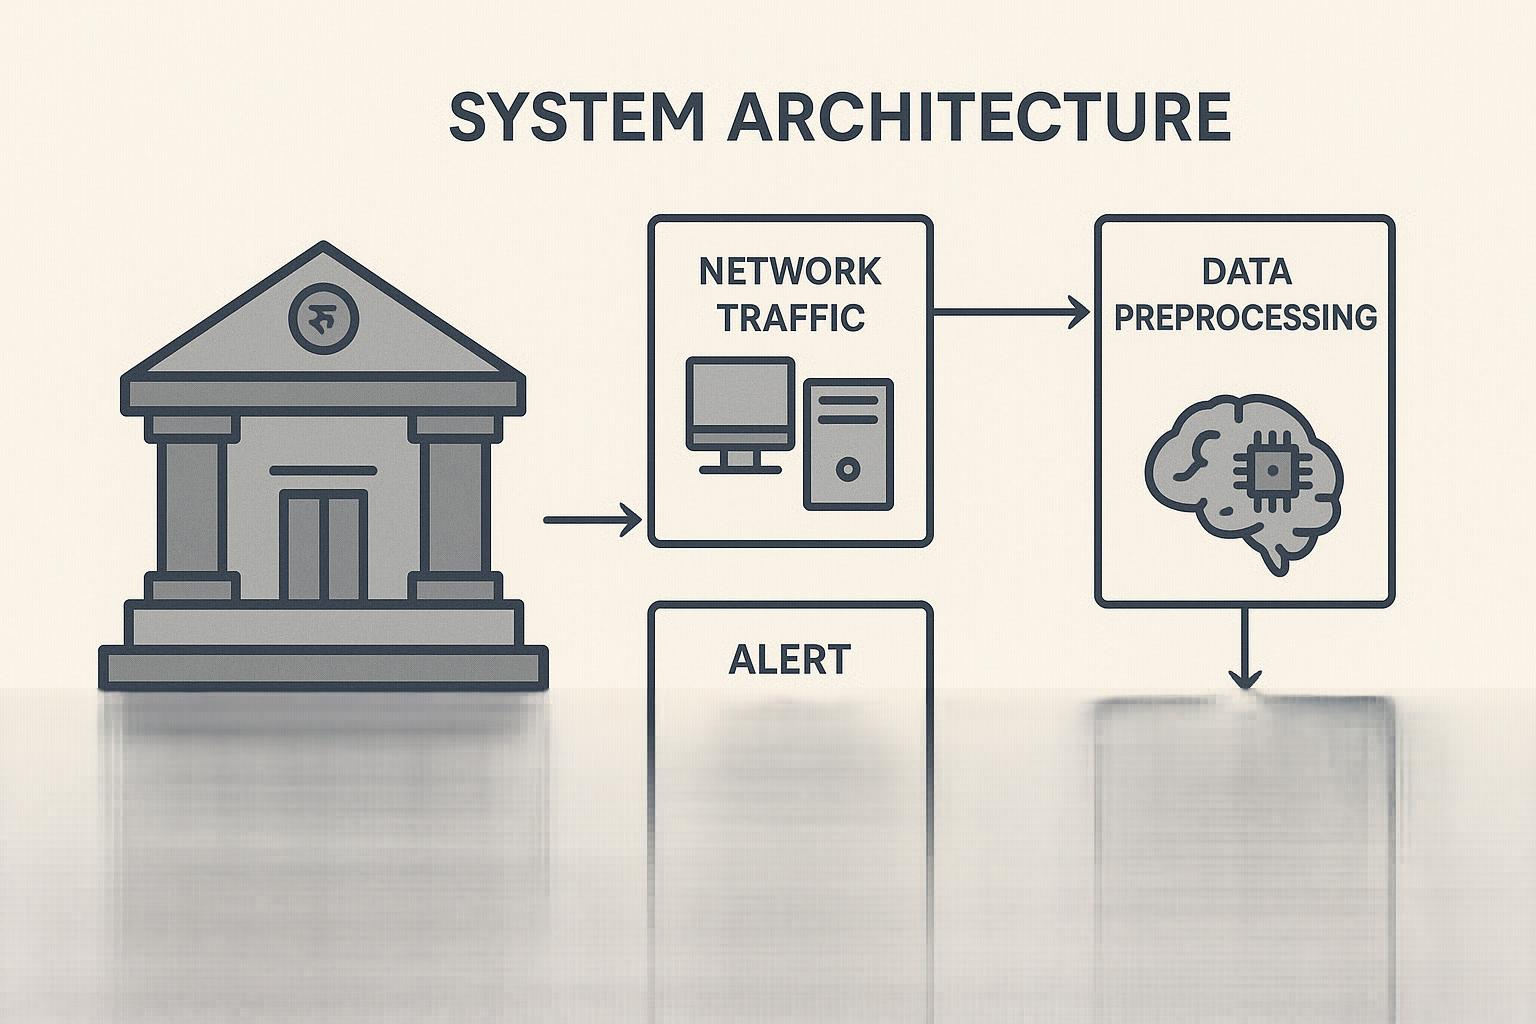 SYSTEM ARCHITECTURE
NETWORK
TRAFFIC
DATA
PREPROCESSING
ALERT